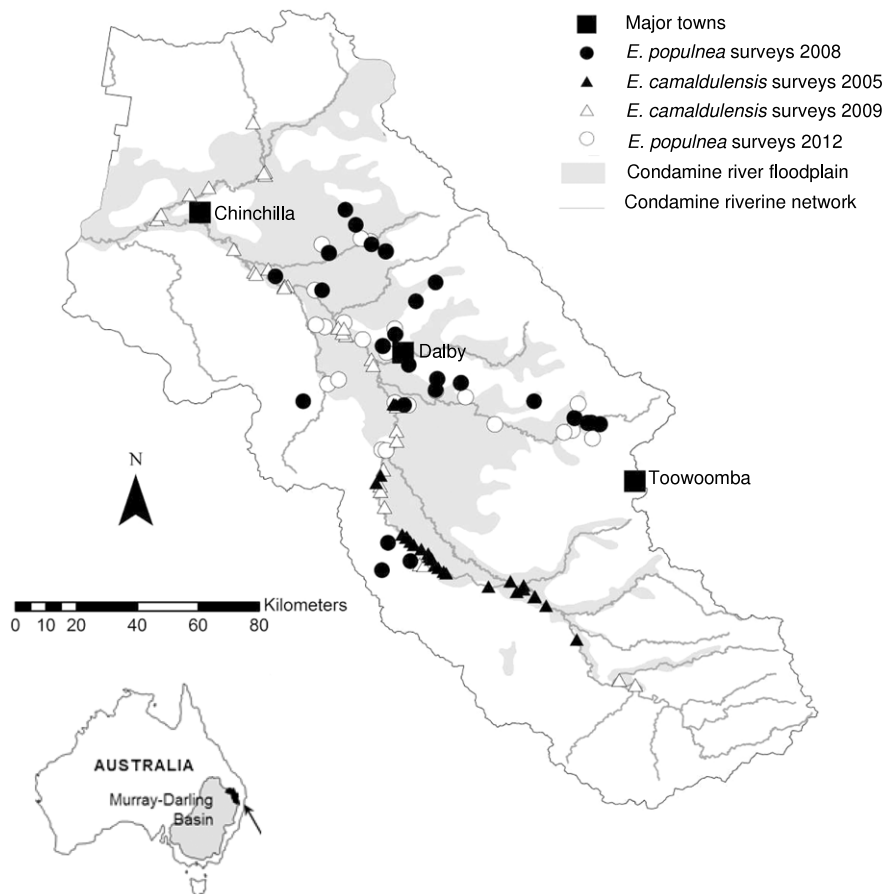 Major towns
E. populnea surveys 2008
E. camaldulensis surveys 2005
E. camaldulensis surveys 2009
E. populnea surveys 2012
Condamine river floodplain
Condamine riverine network
Chinchilla
Dalby
Toowoomba
N
Kilometers
0 10 20 40 60 80
AUSTRALIA
Murray-Darling
Basin